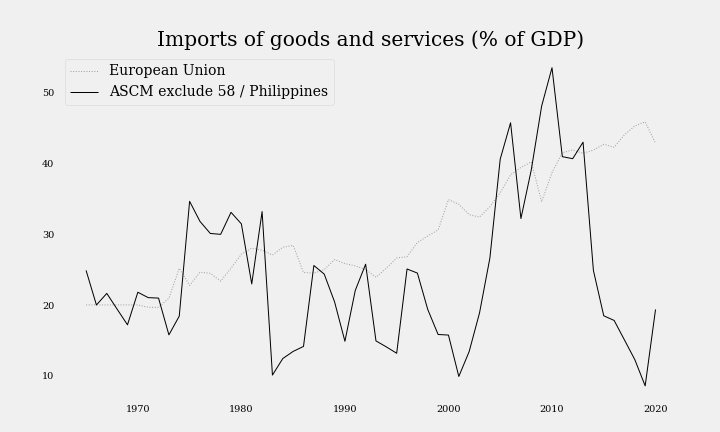 Imports of goods and services (% of GDP)
European Union
ASCM exclude 58 / Philippines
50
40
30
20
10
1970 1980 1990 2000 2010 2020